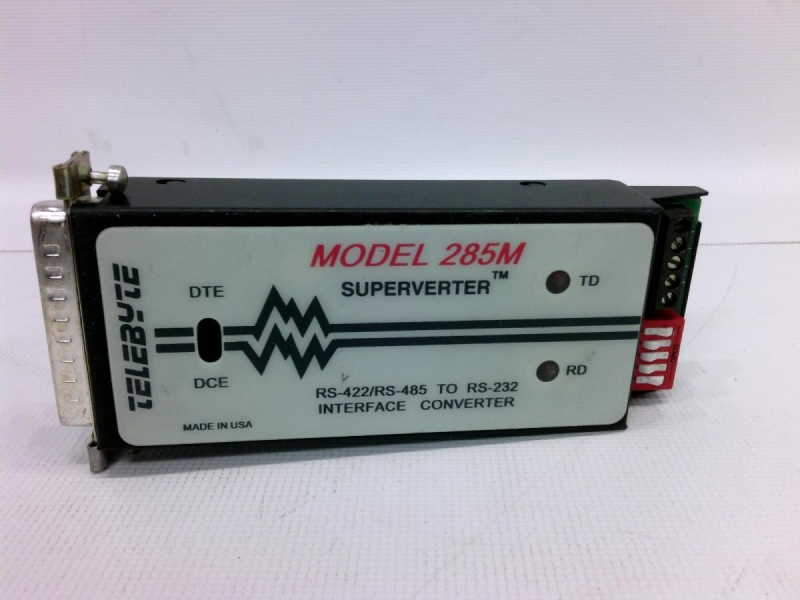 MODEL 285M
SUPERVERTER™
TELEBYTE
DTE
DCE
TD
RD
RS-422/RS-485 TO RS-232
INTERFACE CONVERTER
MADE IN USA